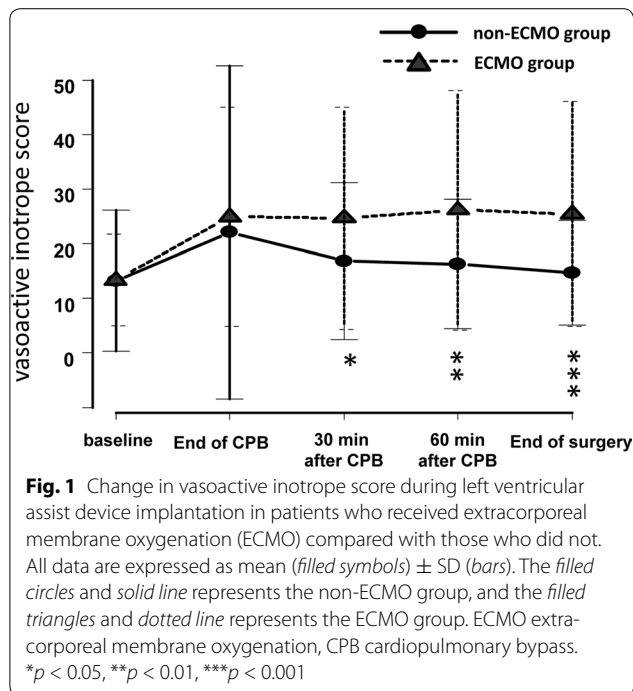 non-ECMO group
ECMO group
vasoactive inotrope score
50
40
30
20
10
0
baseline
End of CPB
30 min
after CPB
60 min
after CPB
End of surgery
*
**
***
Fig. 1 Change in vasoactive inotrope score during left ventricular
assist device implantation in patients who received extracorporeal
membrane oxygenation (ECMO) compared with those who did not.
All data are expressed as mean (filled symbols) ± SD (bars). The filled
circles and solid line represents the non-ECMO group, and the filled
triangles and dotted line represents the ECMO group. ECMO extra-
corporeal membrane oxygenation, CPB cardiopulmonary bypass.
*p < 0.05, **p < 0.01, ***p < 0.001